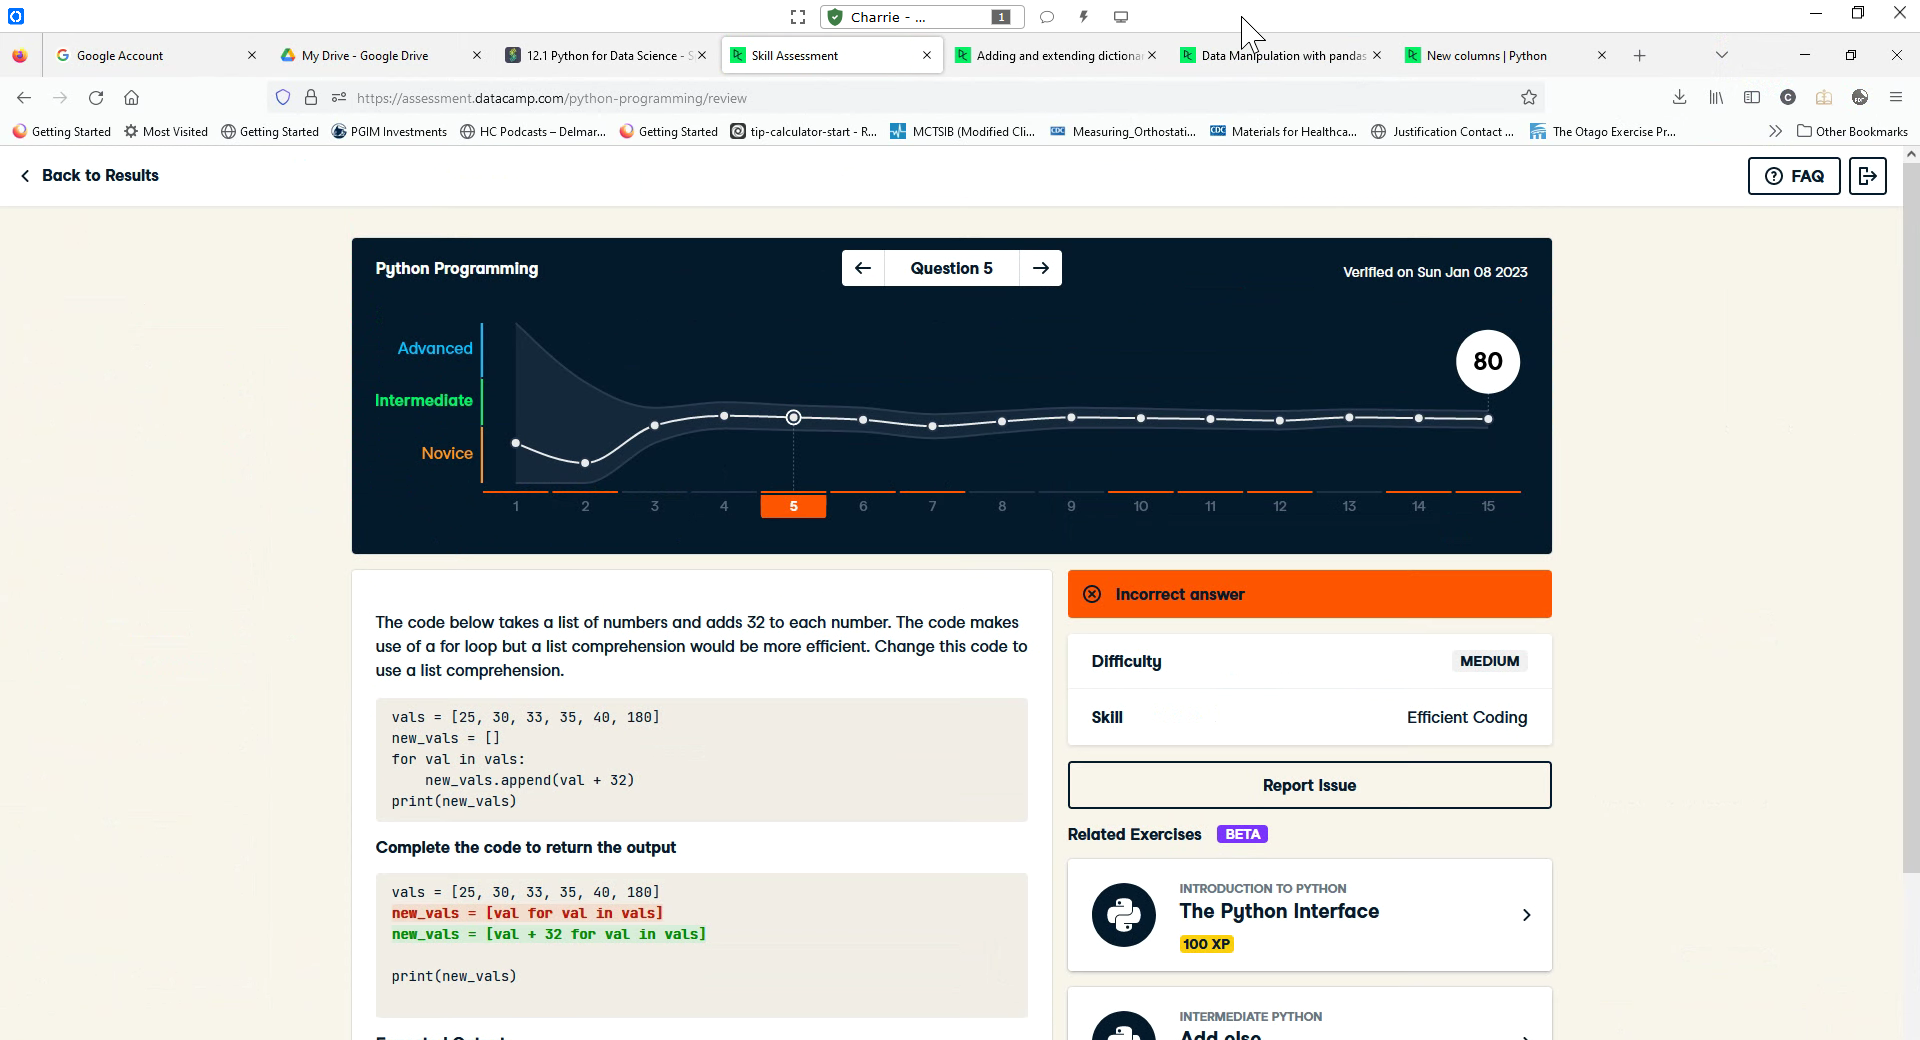 Charrie - ...
1
Google Account
My Drive - Google Drive
12.1 Python for Data Science - S
Skill Assessment
Adding and extending dictionar
Data Manipulation with pandas
New columns | Python
https://assessment.datacamp.com/python-programming/review
Getting Started
Most Visited
Getting Started
PGIM Investments
HC Podcasts – Delmar...
Getting Started
tip-calculator-start - R...
MCTSIB (Modified Cli...
CDC
Measuring_Orthostati...
CDC
Materials for Healthca...
Justification Contact ...
The Otago Exercise Pr...
Other Bookmarks
Back to Results
FAQ
Python Programming
Question 5
Verified on Sun Jan 08 2023
Advanced
Intermediate
Novice
80
1 2 3 4 5 6 7 8 9 10 11 12 13 14 15
The code below takes a list of numbers and adds 32 to each number. The code makes
use of a for loop but a list comprehension would be more efficient. Change this code to
use a list comprehension.
vals = [25, 30, 33, 35, 40, 180]
new_vals = []
for val in vals:
    new_vals.append(val + 32)
print(new_vals)
Complete the code to return the output
vals = [25, 30, 33, 35, 40, 180]
new_vals = [val for val in vals]
new_vals = [val + 32 for val in vals]
print(new_vals)
Incorrect answer
Difficulty
MEDIUM
Skill
Efficient Coding
Report Issue
Related Exercises
BETA
INTRODUCTION TO PYTHON
The Python Interface
100 XP
INTERMEDIATE PYTHON
Add else